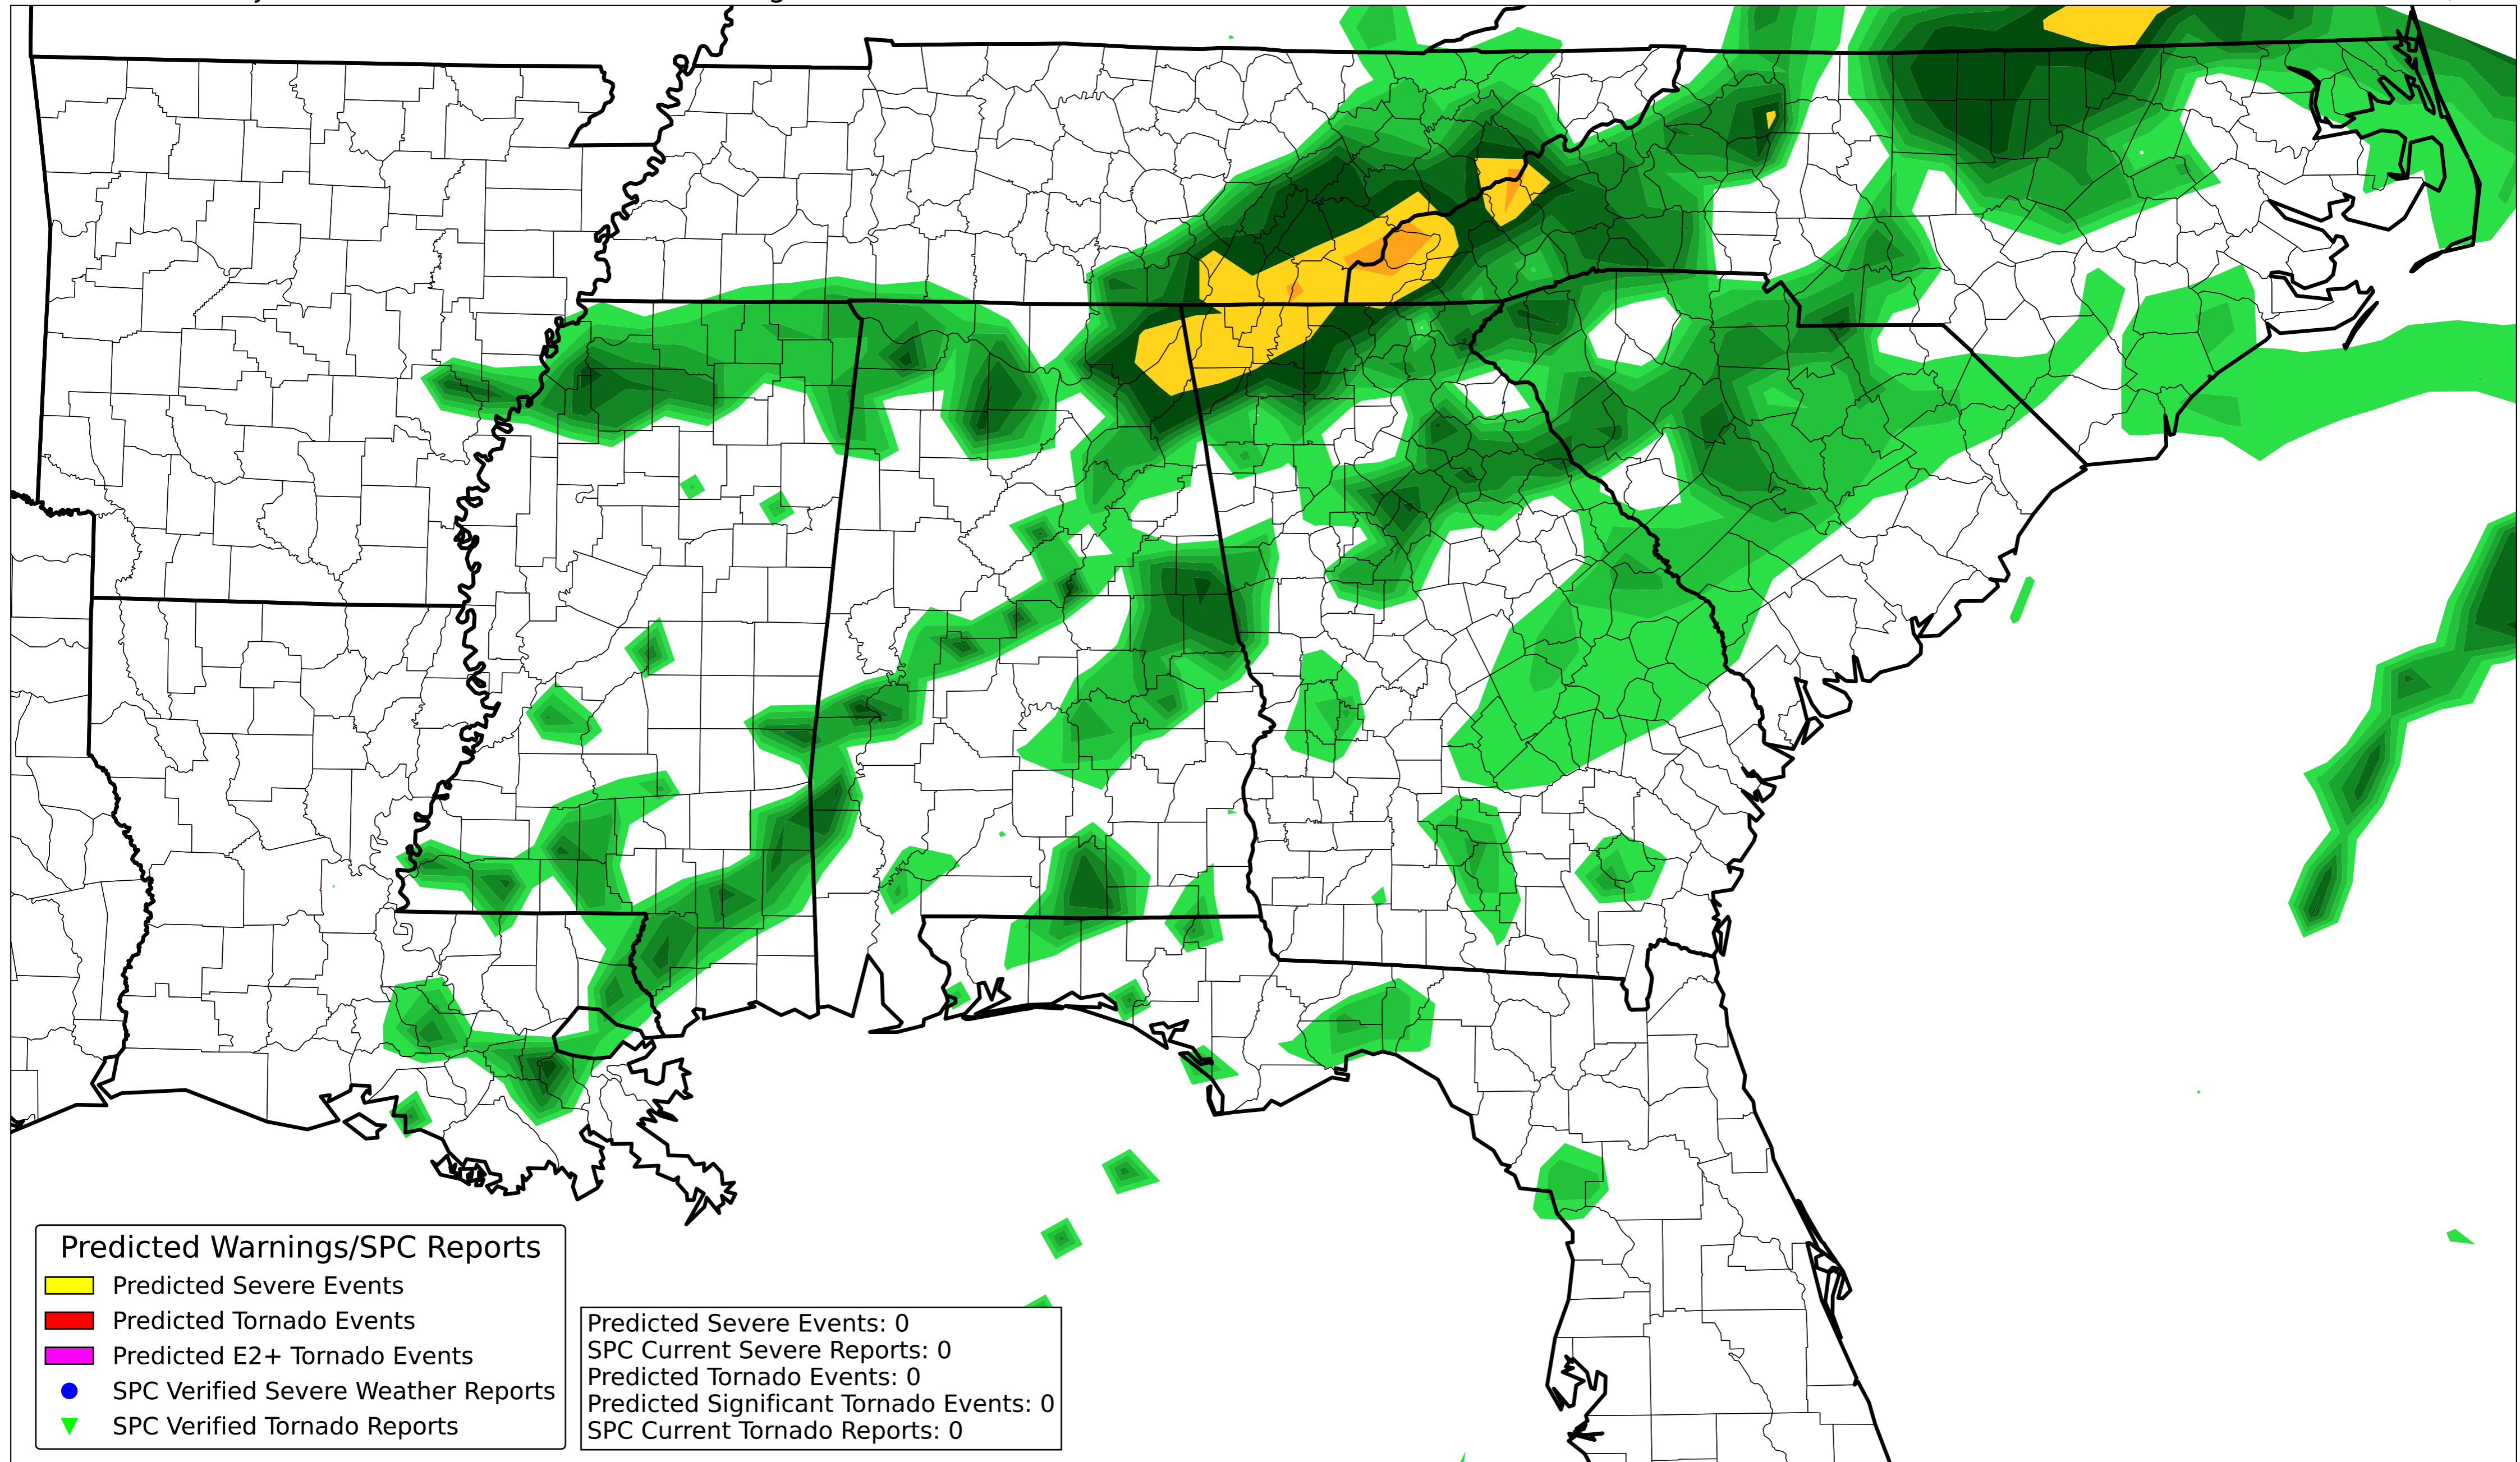 Predicted Warnings/SPC Reports
Predicted Severe Events
Predicted Tornado Events
Predicted E2+ Tornado Events
SPC Verified Severe Weather Reports
SPC Verified Tornado Reports
Predicted Severe Events: 0
SPC Current Severe Reports: 0
Predicted Tornado Events: 0
Predicted Significant Tornado Events: 0
SPC Current Tornado Reports: 0